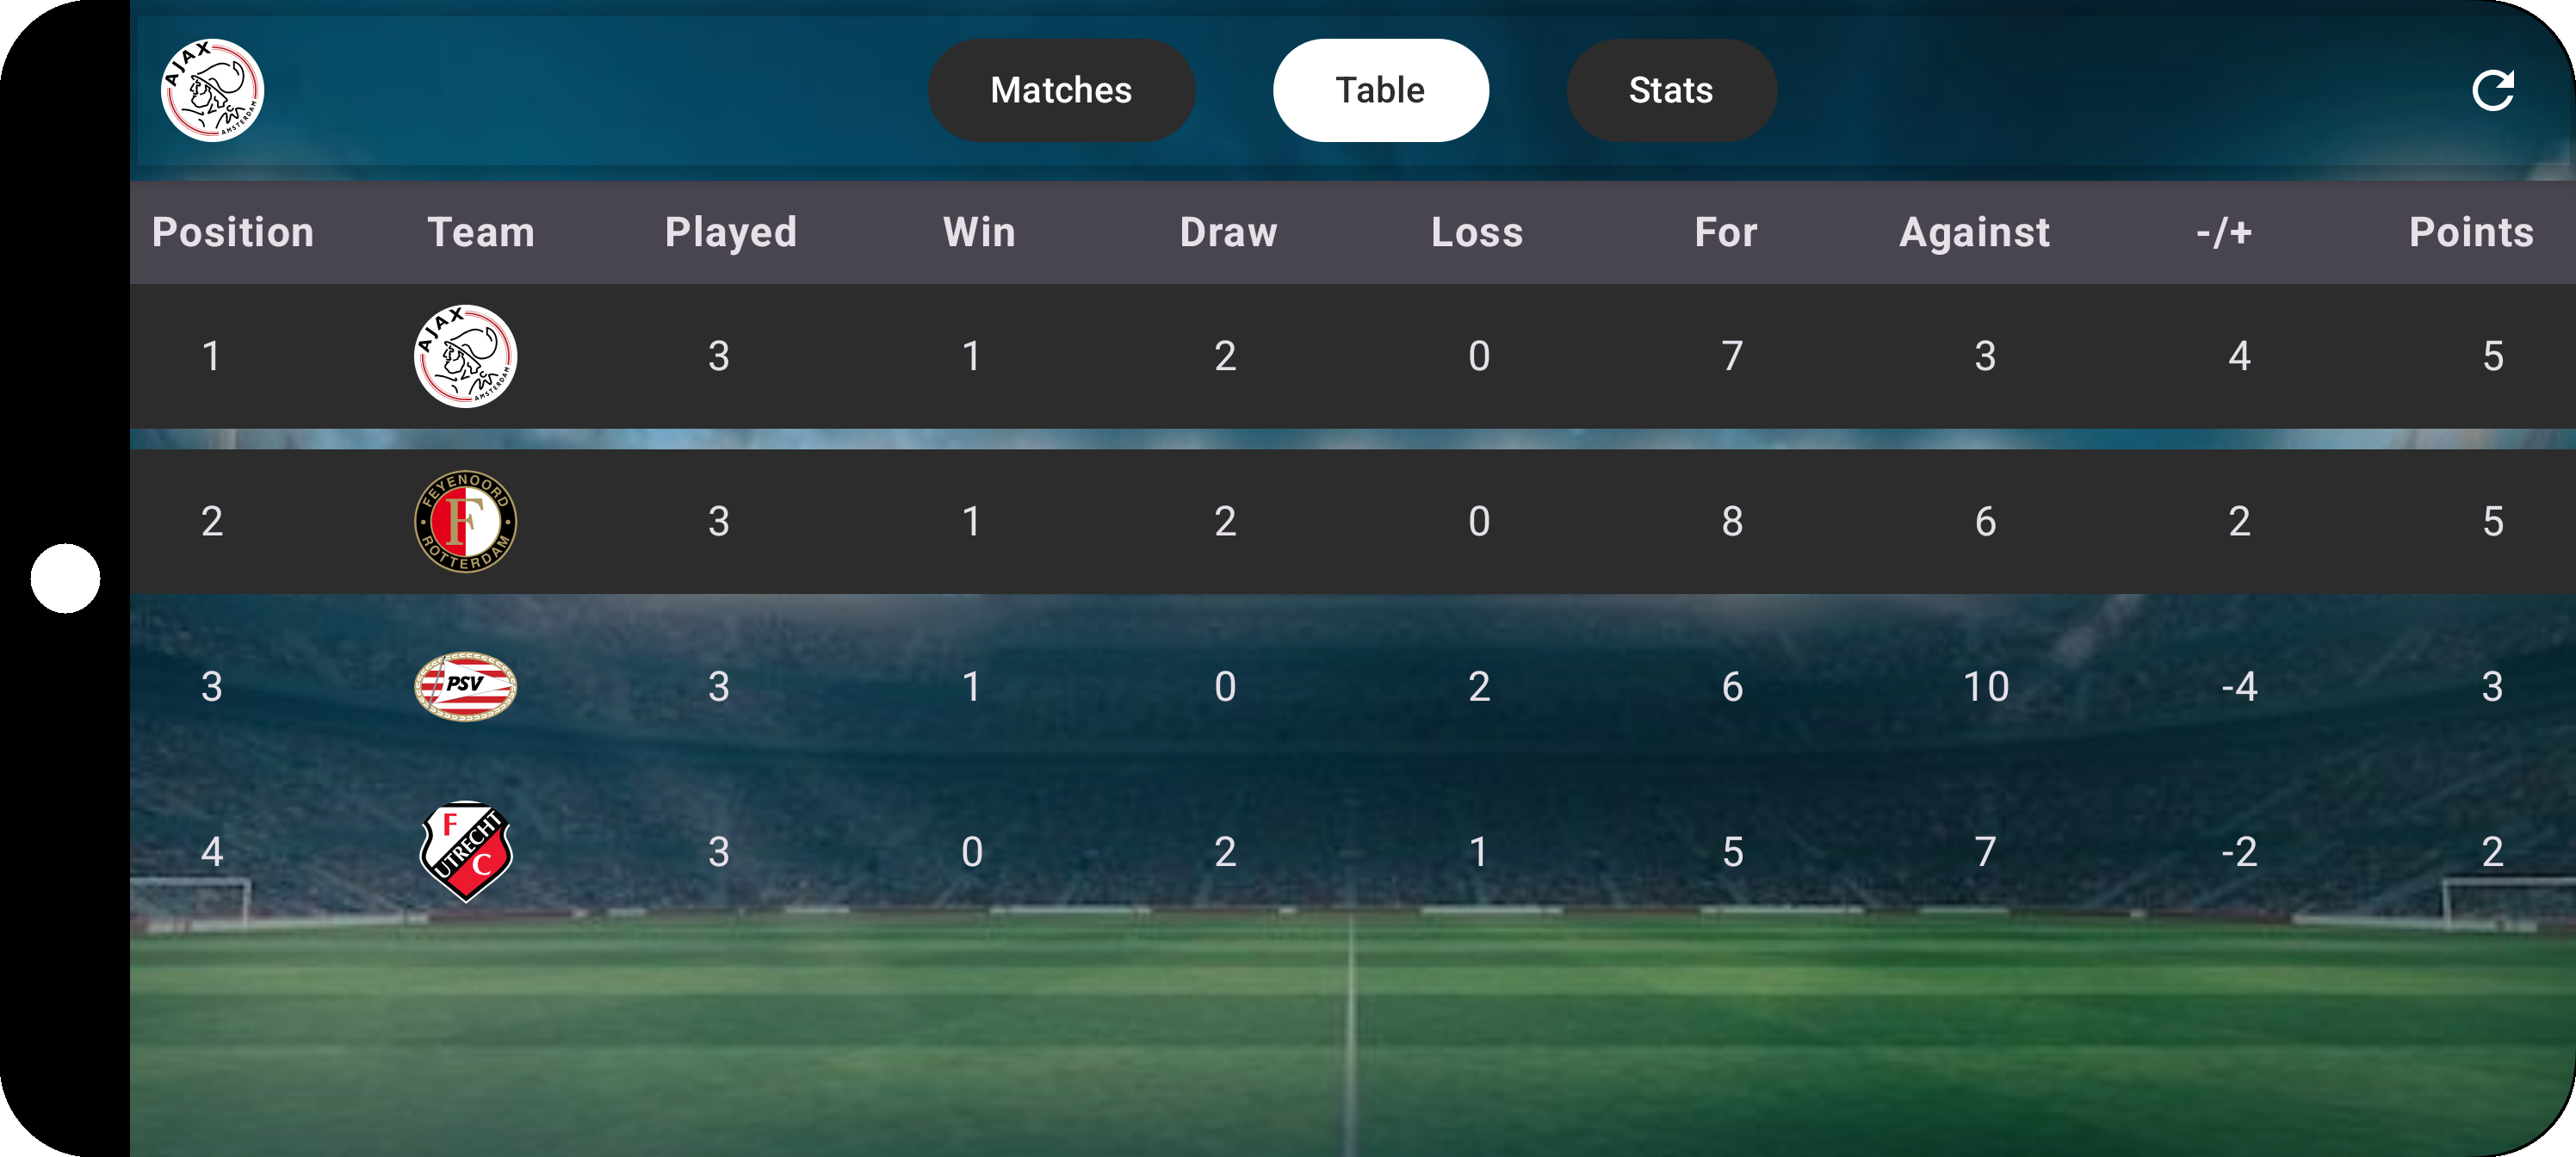 AJAX AMSTERDAM Matches Table Stats
Position Team Played Win Draw Loss For Against -/+ Points
1 AJAX AMSTERDAM 3 1 2 0 7 3 4 5
2 FEYENOORD F ROTTERDAM 3 1 2 0 8 6 2 5
3 PSV 3 1 0 2 6 10 -4 3
4 F UTRECHT C 3 0 2 1 5 7 -2 2